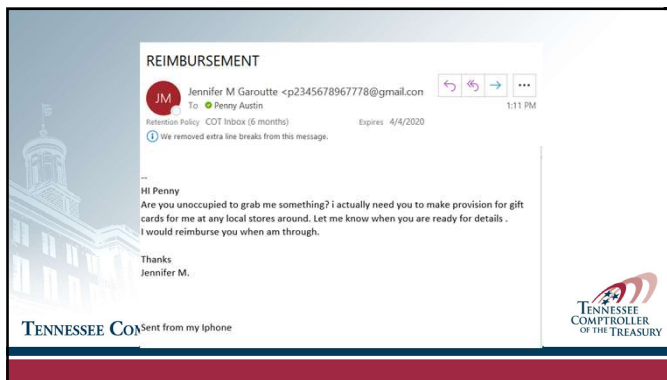 REIMBURSEMENT
JM
Jennifer M Garoutte <p2345678967778@gmail.con
To Penny Austin
1:11 PM
Retention Policy COT Inbox (6 months) Expires 4/4/2020
We removed extra line breaks from this message.
--
HI Penny
Are you unoccupied to grab me something? i actually need you to make provision for gift
cards for me at any local stores around. Let me know when you are ready for details .
I would reimburse you when am through.
Thanks
Jennifer M.
Sent from my Iphone
TENNESSEE COM
TENNESSEE
COMPTROLLER
OF THE TREASURY